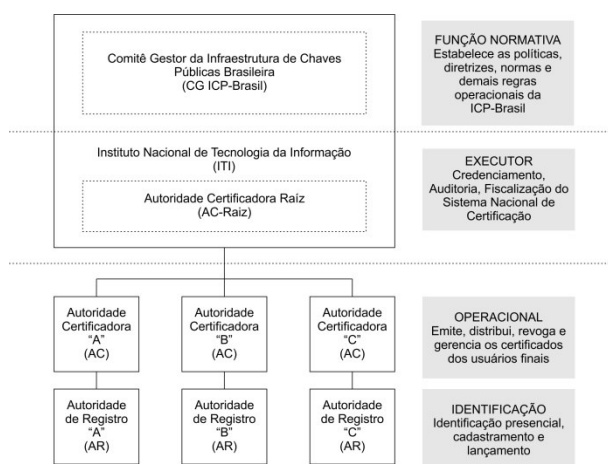 Comitê Gestor da Infraestrutura de Chaves
Públicas Brasileira
(CG ICP-Brasil)
FUNÇÃO NORMATIVA
Estabelece as políticas,
diretrizes, normas e
demais regras
operacionais da
ICP-Brasil
Instituto Nacional de Tecnologia da Informação
(ITI)
Autoridade Certificadora Raíz
(AC-Raiz)
EXECUTOR
Credenciamento,
Auditoria, Fiscalização do
Sistema Nacional de
Certificação
Autoridade
Certificadora
"A"
(AC)
Autoridade
Certificadora
"B"
(AC)
Autoridade
Certificadora
"C"
(AC)
OPERACIONAL
Emite, distribui, revoga e
gerencia os certificados
dos usuários finais
Autoridade
de Registro
"A"
(AR)
Autoridade
de Registro
"B"
(AR)
Autoridade
de Registro
"C"
(AR)
IDENTIFICAÇÃO
Identificação presencial,
cadastramento e
lançamento